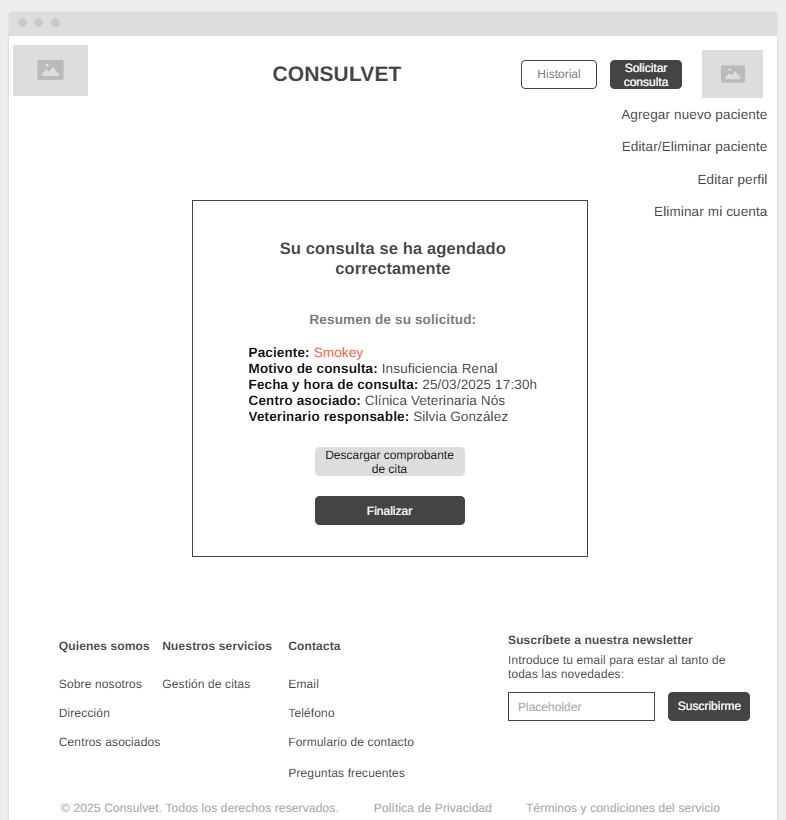 CONSULVET
Historial
Solicitar
consulta
Agregar nuevo paciente
Editar/Eliminar paciente
Editar perfil
Eliminar mi cuenta
Su consulta se ha agendado
correctamente
Resumen de su solicitud:
Paciente: Smokey
Motivo de consulta: Insuficiencia Renal
Fecha y hora de consulta: 25/03/2025 17:30h
Centro asociado: Clínica Veterinaria Nós
Veterinario responsable: Silvia González
Descargar comprobante
de cita
Finalizar
Quienes somos
Sobre nosotros
Dirección
Centros asociados
Nuestros servicios
Gestión de citas
Contacta
Email
Teléfono
Formulario de contacto
Preguntas frecuentes
Suscríbete a nuestra newsletter
Introduce tu email para estar al tanto de
todas las novedades:
Placeholder
Suscribirme
© 2025 Consulvet. Todos los derechos reservados.
Política de Privacidad
Términos y condiciones del servicio